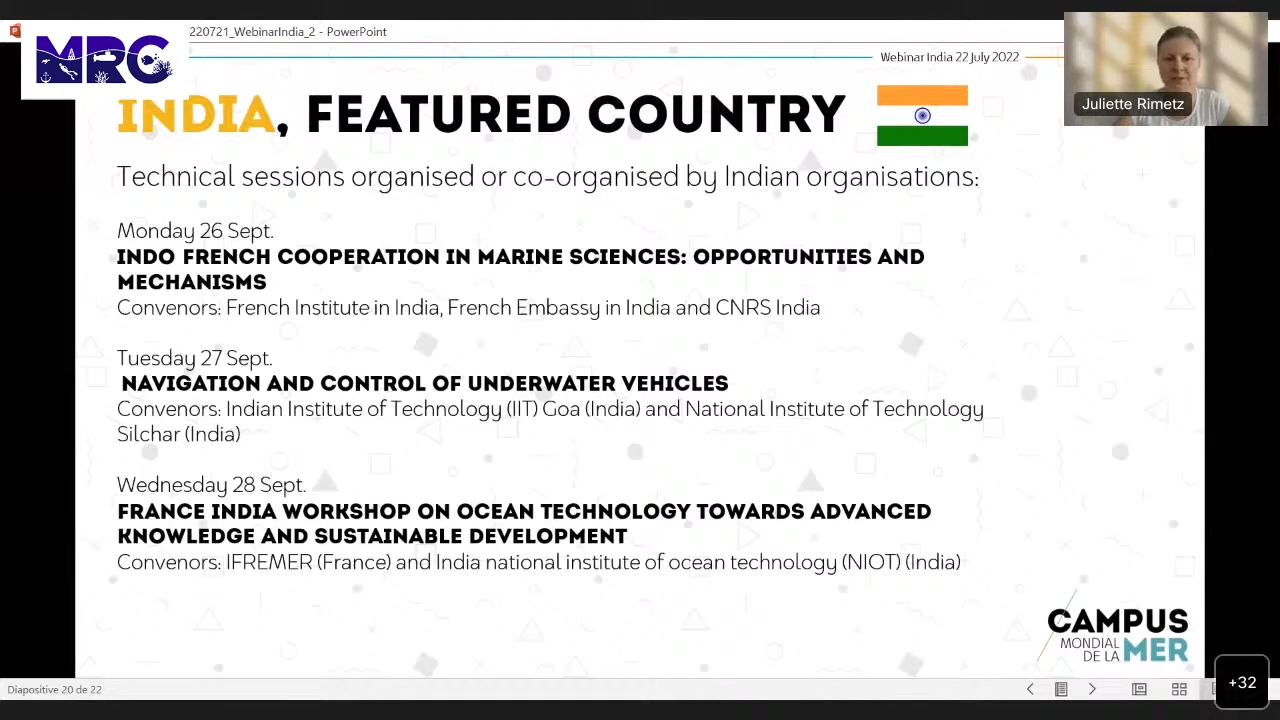 220721_WebinarIndia_2 - PowerPoint
MRC
Webinar India 22 July 2022
Juliette Rimetz
INDIA, FEATURED COUNTRY
Technical sessions organised or co-organised by Indian organisations:
Monday 26 Sept.
INDO FRENCH COOPERATION IN MARINE SCIENCES: OPPORTUNITIES AND
MECHANISMS
Convenors: French Institute in India, French Embassy in India and CNRS India
Tuesday 27 Sept.
NAVIGATION AND CONTROL OF UNDERWATER VEHICLES
Convenors: Indian Institute of Technology (IIT) Goa (India) and National Institute of Technology
Silchar (India)
Wednesday 28 Sept.
FRANCE INDIA WORKSHOP ON OCEAN TECHNOLOGY TOWARDS ADVANCED
KNOWLEDGE AND SUSTAINABLE DEVELOPMENT
Convenors: IFREMER (France) and India national institute of ocean technology (NIOT) (India)
CAMPUS
MONDIAL
DE LA MER
Diapositive 20 de 22
+32